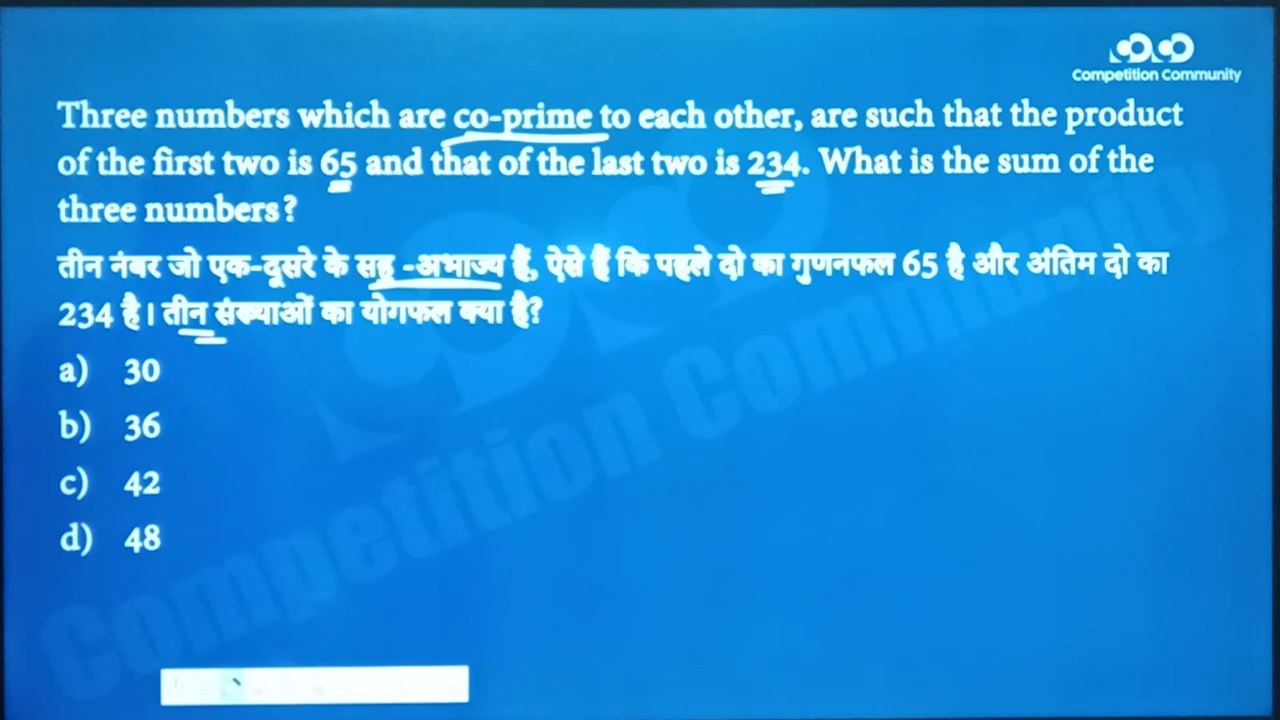 Competition Community
Three numbers which are co-prime to each other, are such that the product
of the first two is 65 and that of the last two is 234. What is the sum of the
three numbers?
तीन नंबर जो एक-दूसरे के सह -अभाज्य हैं, ऐसे हैं कि पहले दो का गुणनफल 65 है और अंतिम दो का
234 है। तीन संख्याओं का योगफल क्या है?
a) 30
b) 36
c) 42
d) 48
Competition Community